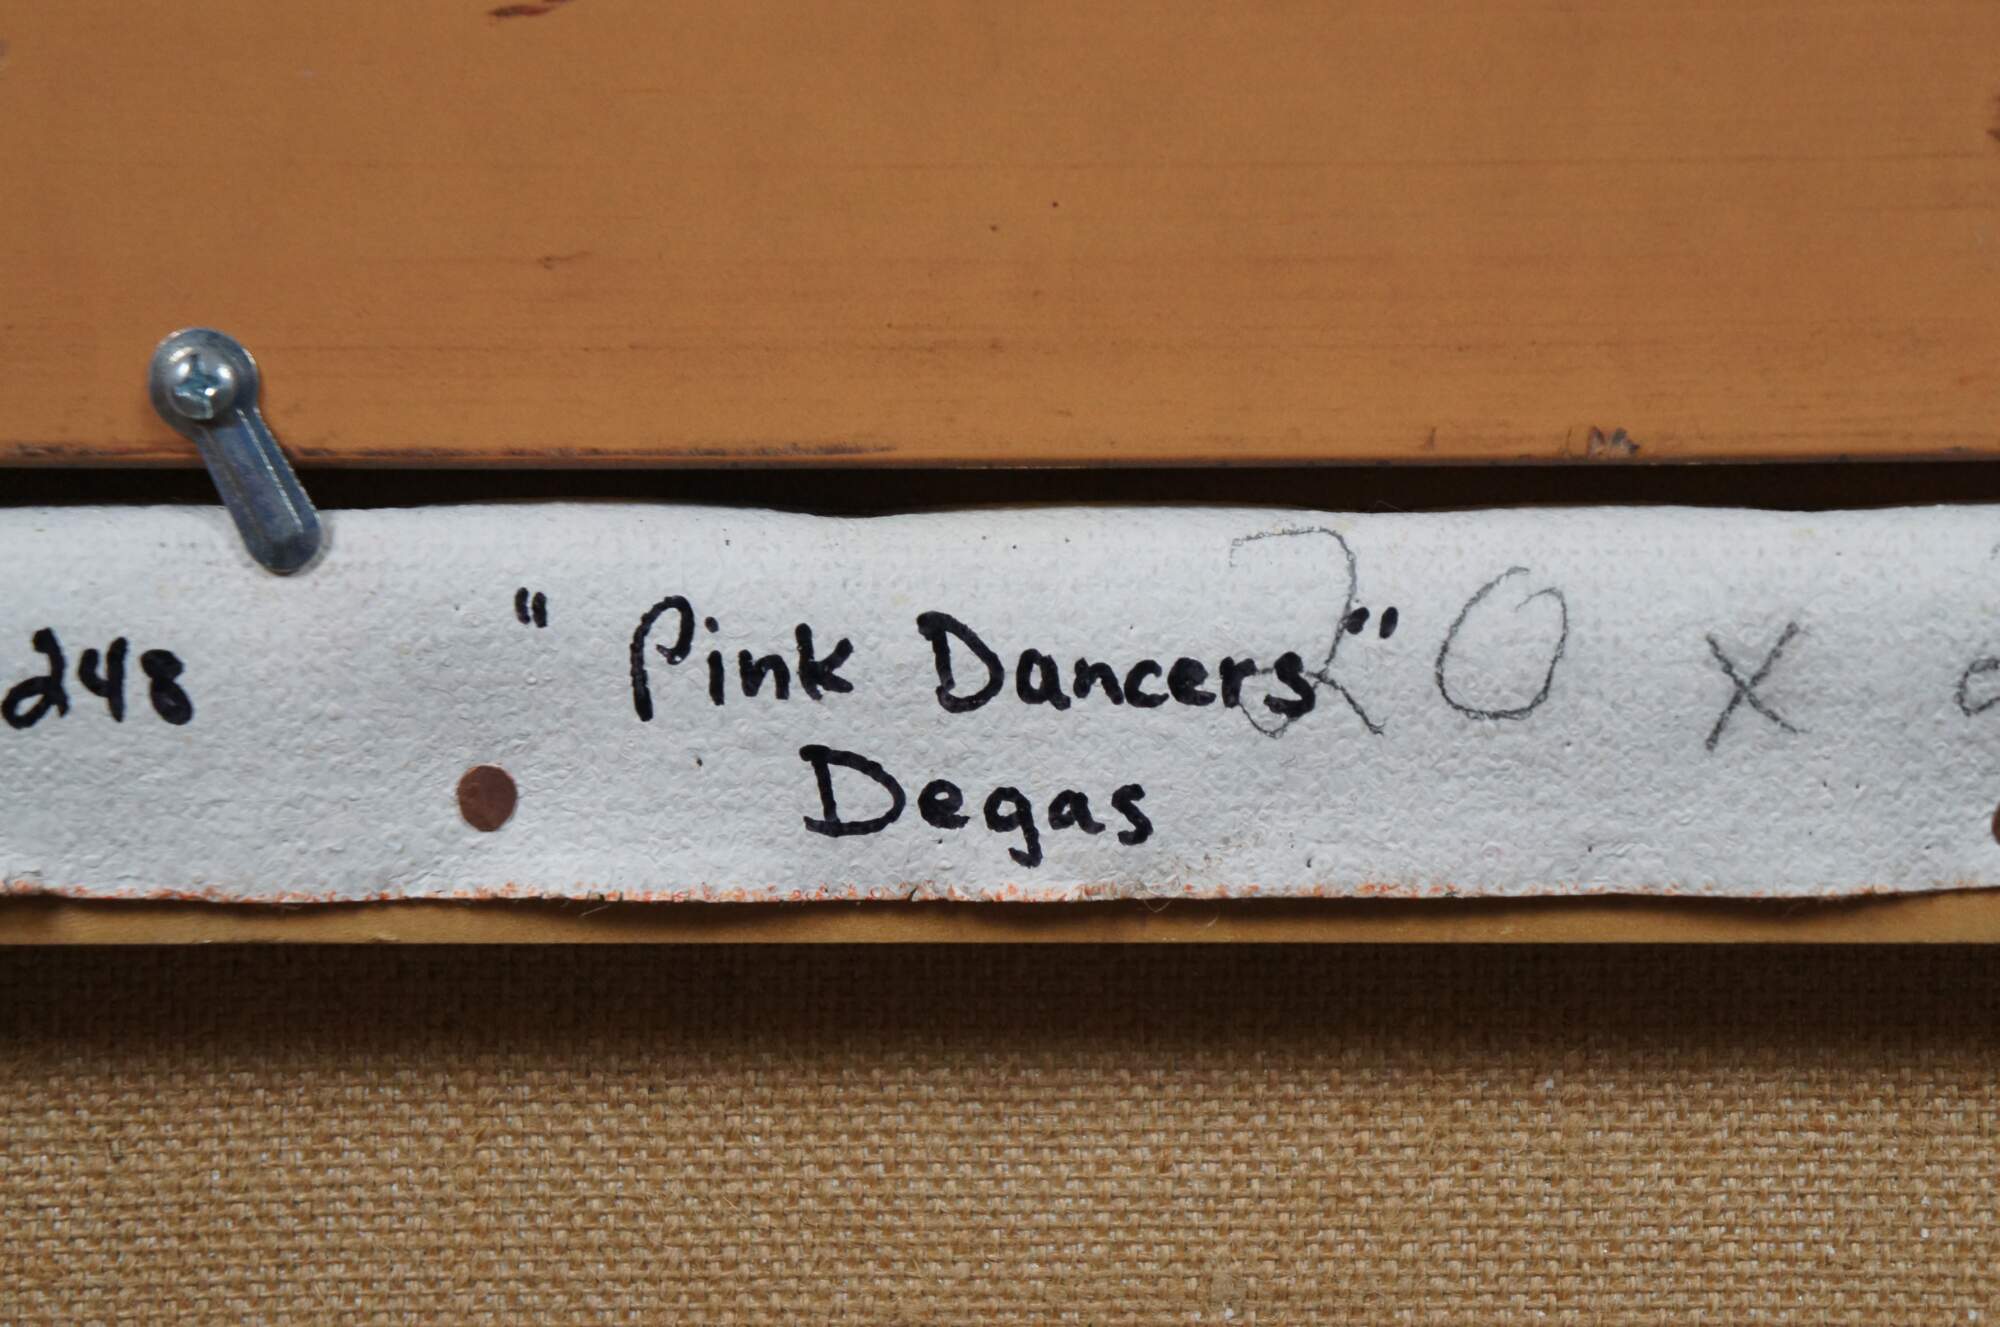 248 "Pink Dancers" 20 x
Degas